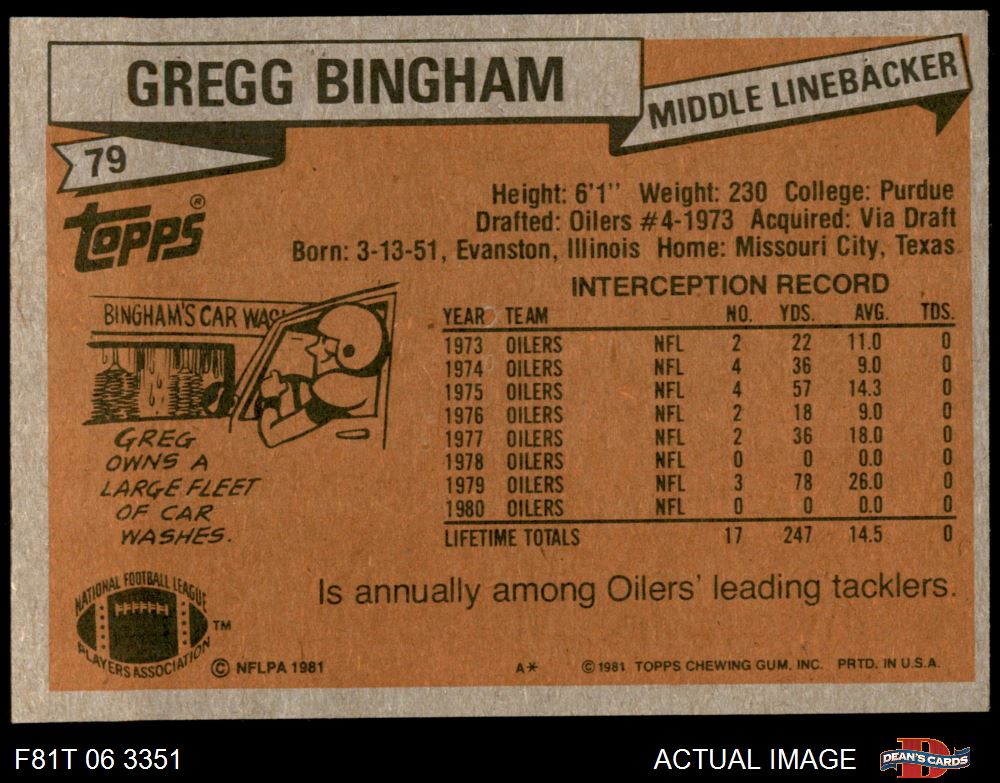 GREGG BINGHAM
MIDDLE LINEBACKER
79
TOPPS®
Height: 6'1" Weight: 230 College: Purdue
Drafted: Oilers #4-1973 Acquired: Via Draft
Born: 3-13-51, Evanston, Illinois Home: Missouri City, Texas
INTERCEPTION RECORD
YEAR TEAM NO. YDS. AVG. TDS.
1973 OILERS NFL 2 22 11.0 0
1974 OILERS NFL 4 36 9.0 0
1975 OILERS NFL 4 57 14.3 0
1976 OILERS NFL 2 18 9.0 0
1977 OILERS NFL 2 36 18.0 0
1978 OILERS NFL 0 0 0.0 0
1979 OILERS NFL 3 78 26.0 0
1980 OILERS NFL 0 0 0.0 0
LIFETIME TOTALS 17 247 14.5 0
BINGHAM'S CAR WASH
GREG
OWNS A
LARGE FLEET
OF CAR
WASHES.
Is annually among Oilers' leading tacklers.
NATIONAL FOOTBALL LEAGUE
PLAYERS ASSOCIATION
TM
© NFLPA 1981
A*
© 1981 TOPPS CHEWING GUM, INC. PRTD. IN U.S.A.
F81T 06 3351
ACTUAL IMAGE
D
DEAN'S CARDS